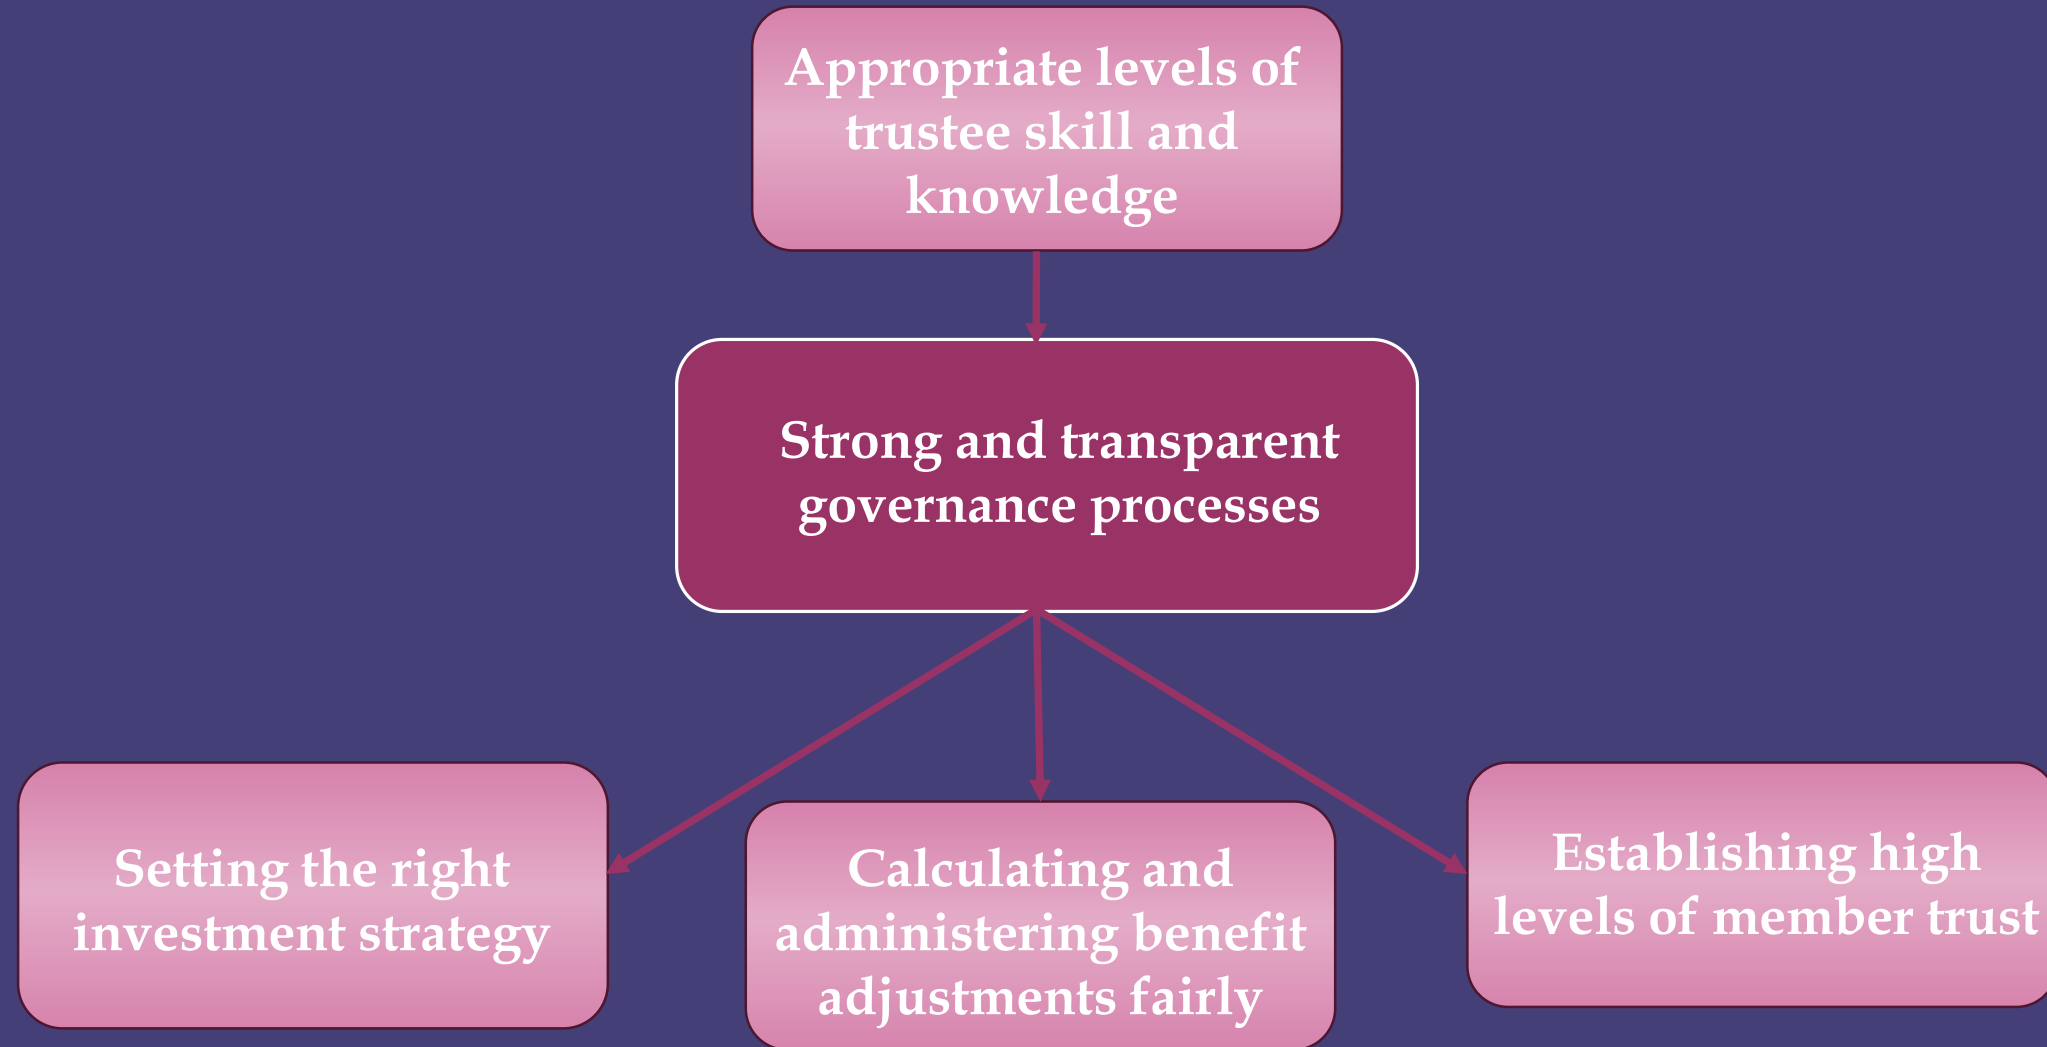 Appropriate levels of
trustee skill and
knowledge
Strong and transparent
governance processes
Setting the right
investment strategy
Calculating and
administering benefit
adjustments fairly
Establishing high
levels of member trust